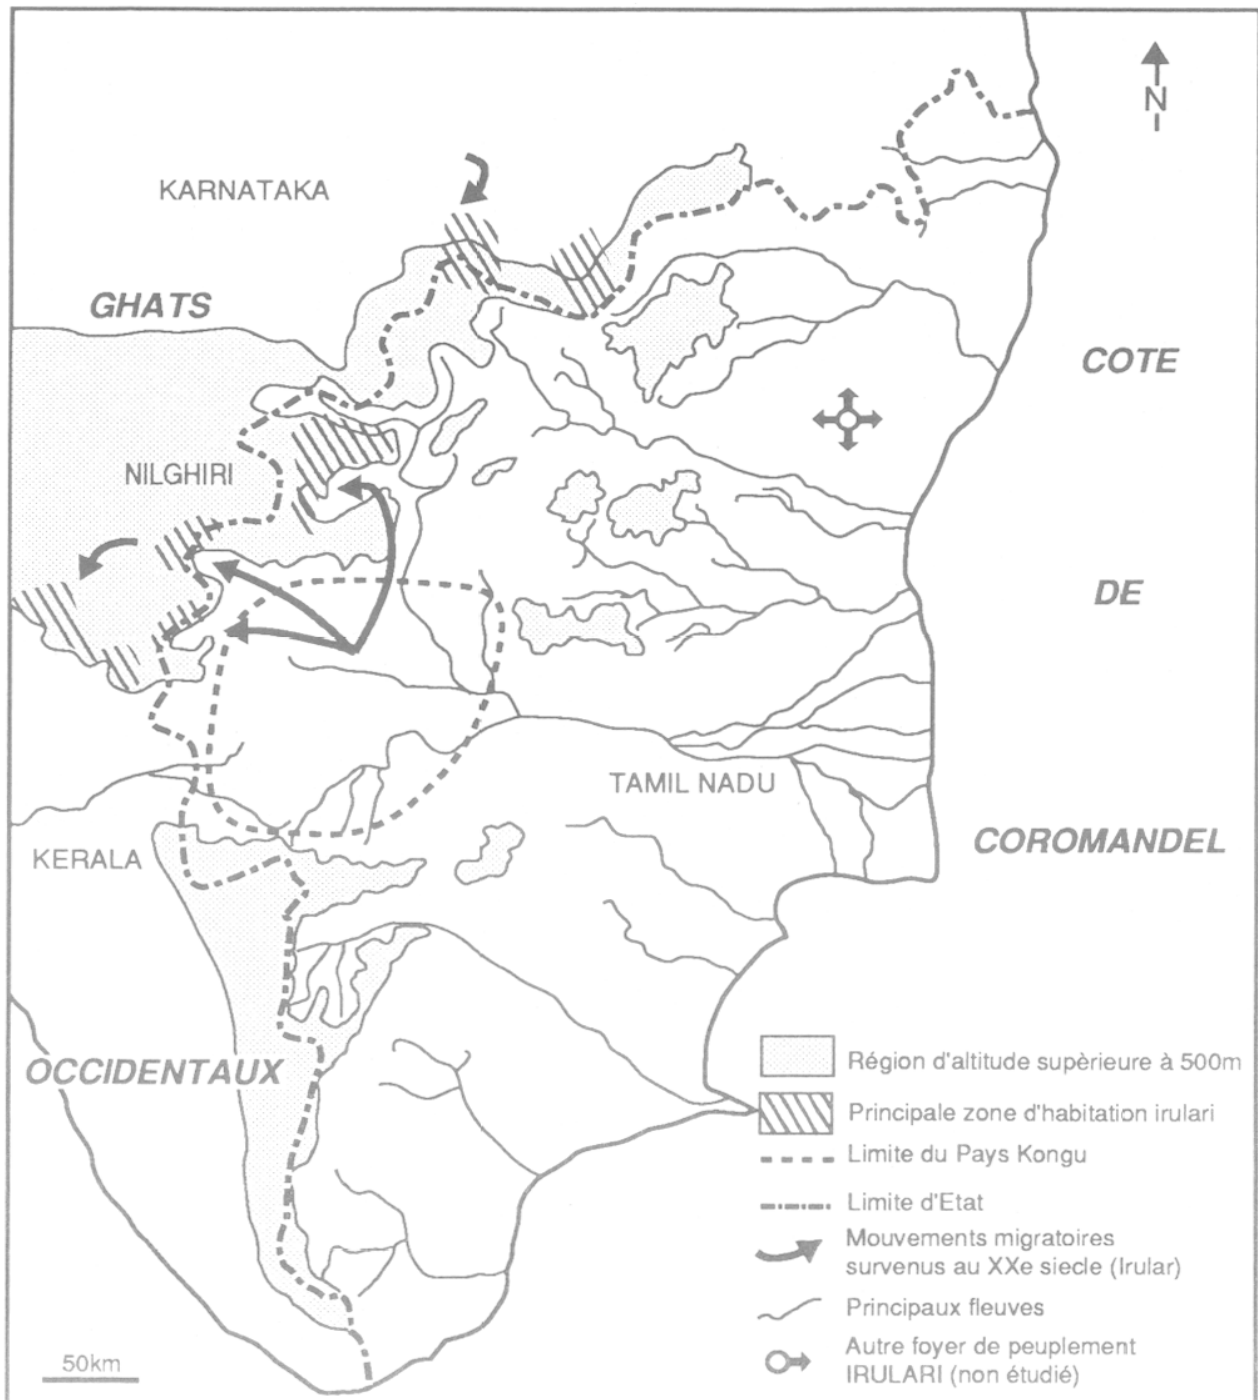 N
KARNATAKA
GHATS
COTE
NILGHIRI
DE
TAMIL NADU
KERALA
COROMANDEL
OCCIDENTAUX
Région d'altitude supèrieure à 500m
Principale zone d'habitation irulari
Limite du Pays Kongu
Limite d'Etat
Mouvements migratoires
survenus au XXe siecle (Irular)
Principaux fleuves
Autre foyer de peuplement
IRULARI (non étudié)
50km